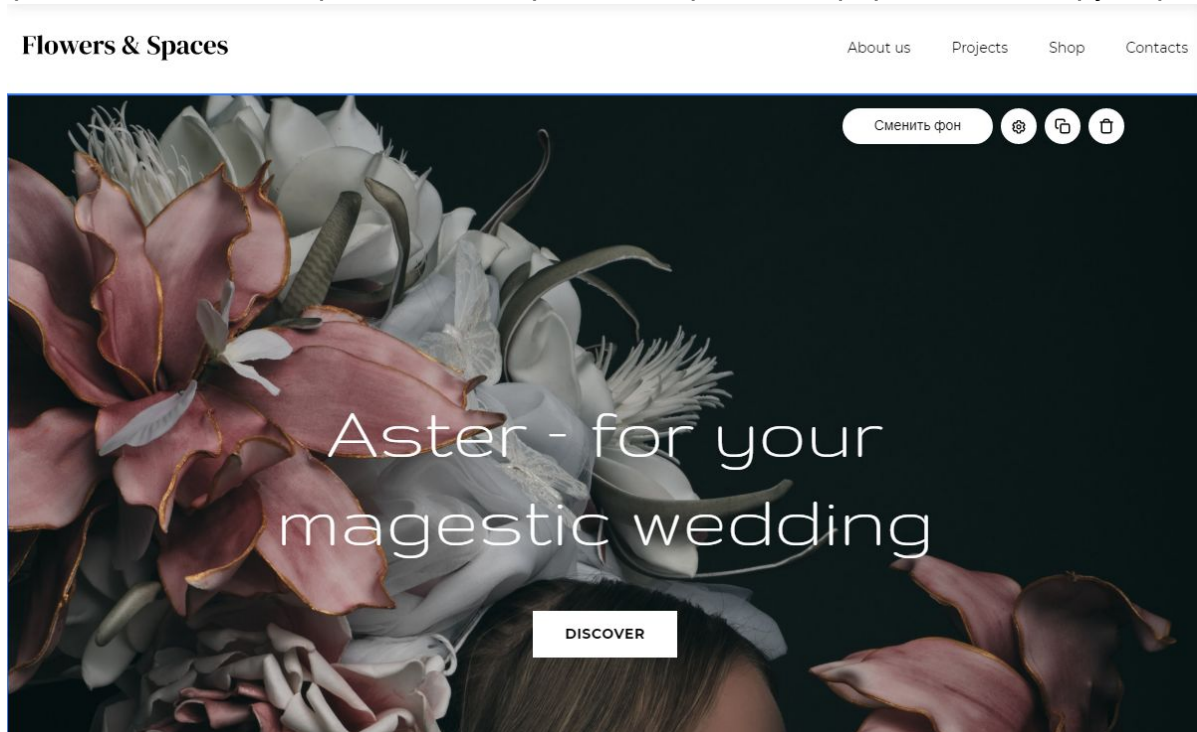 Flowers & Spaces
About us Projects Shop Contacts
Сменить фон
Aster - for your
magestic wedding
DISCOVER